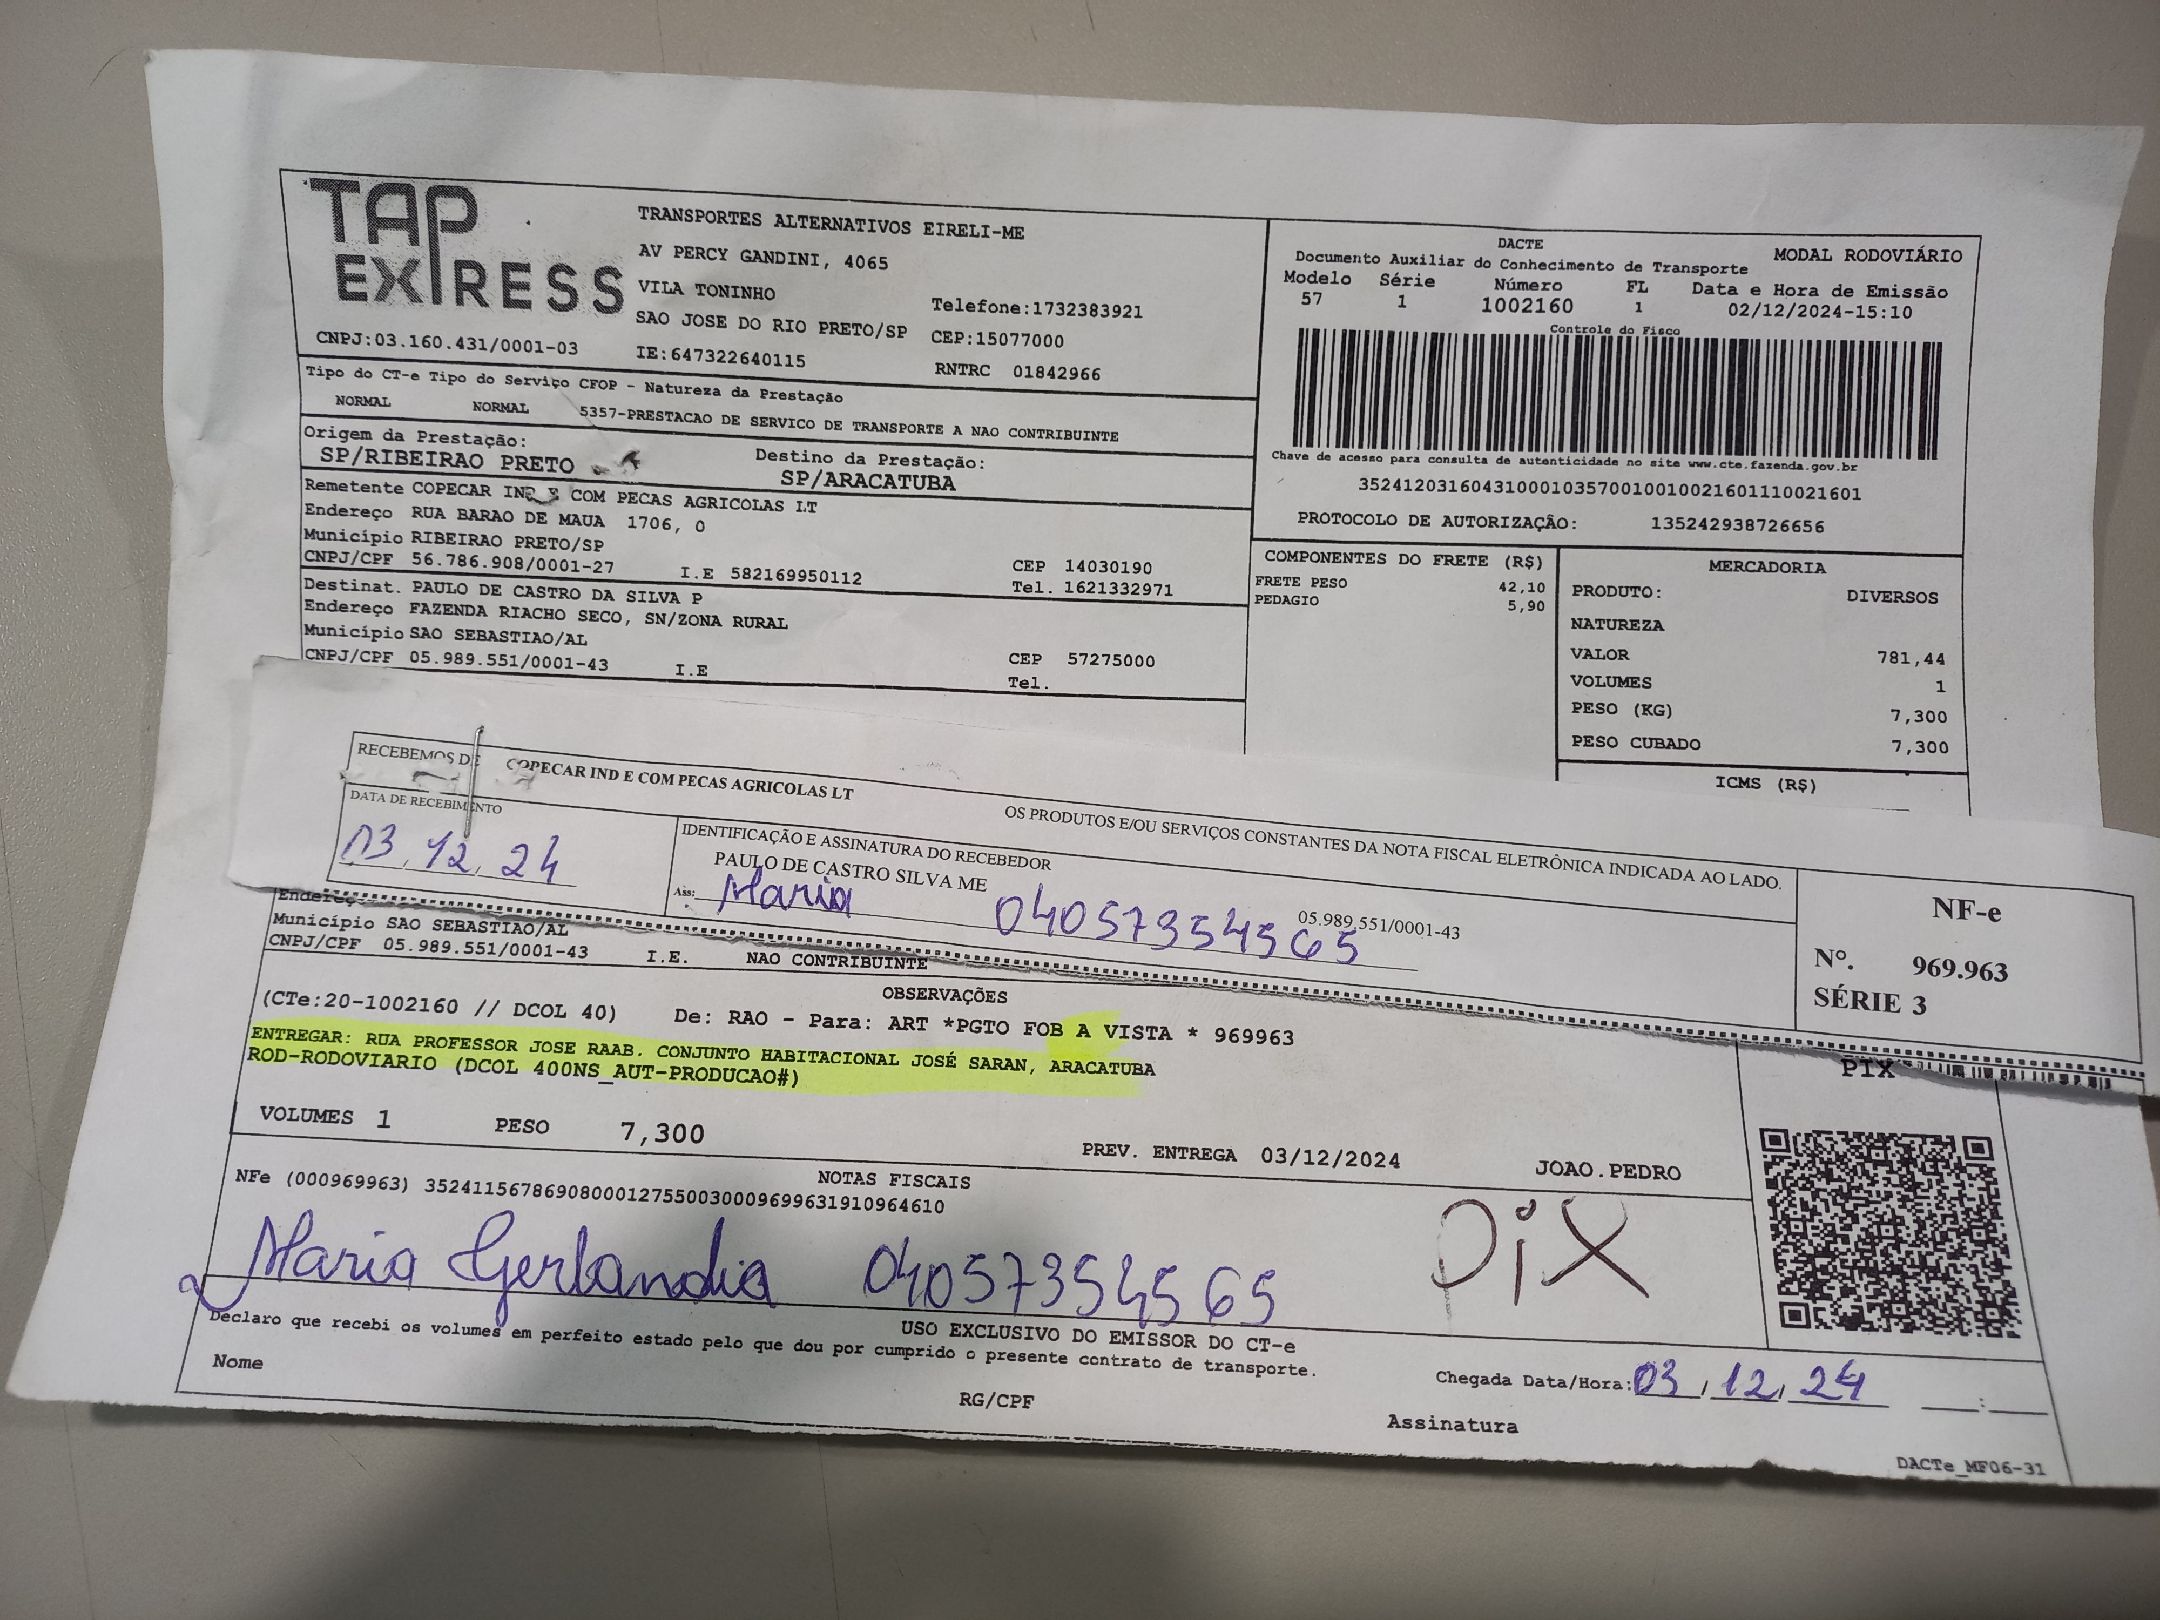 TAP EXPRESS
TRANSPORTES ALTERNATIVOS EIRELI-ME
AV PERCY GANDINI, 4065
VILA TONINHO
Telefone:1732383921
SAO JOSE DO RIO PRETO/SP CEP:15077000
CNPJ:03.160.431/0001-03 IE:647322640115 RNTRC 01842966
DACTE MODAL RODOVIÁRIO
Documento Auxiliar do Conhecimento de Transporte
Modelo Série Número FL Data e Hora de Emissão
57 1 1002160 1 02/12/2024-15:10
Controle do Fisco
Chave de acesso para consulta de autenticidade no site www.cte.fazenda.gov.br
35241203160431000103570010010021601110021601
PROTOCOLO DE AUTORIZAÇÃO: 135242938726656
Tipo do CT-e Tipo do Serviço CFOP - Natureza da Prestação
NORMAL NORMAL 5357-PRESTACAO DE SERVICO DE TRANSPORTE A NAO CONTRIBUINTE
Origem da Prestação: Destino da Prestação:
SP/RIBEIRAO PRETO SP/ARACATUBA
Remetente COPECAR IND E COM PECAS AGRICOLAS LT
Endereço RUA BARAO DE MAUA 1706, 0
Município RIBEIRAO PRETO/SP CEP 14030190
CNPJ/CPF 56.786.908/0001-27 I.E 582169950112 Tel. 1621332971
Destinat. PAULO DE CASTRO DA SILVA P
Endereço FAZENDA RIACHO SECO, SN/ZONA RURAL
Município SAO SEBASTIAO/AL CEP 57275000
CNPJ/CPF 05.989.551/0001-43 I.E Tel.
COMPONENTES DO FRETE (R$)
FRETE PESO 42,10
PEDAGIO 5,90
MERCADORIA
PRODUTO: DIVERSOS
NATUREZA
VALOR 781,44
VOLUMES 1
PESO (KG) 7,300
PESO CUBADO 7,300
ICMS (R$)
RECEBEMOS DE COPECAR IND E COM PECAS AGRICOLAS LT OS PRODUTOS E/OU SERVIÇOS CONSTANTES DA NOTA FISCAL ELETRÔNICA INDICADA AO LADO.
DATA DE RECEBIMENTO
03, 12, 24
IDENTIFICAÇÃO E ASSINATURA DO RECEBEDOR
PAULO DE CASTRO SILVA ME
05.989.551/0001-43
Ass: Maria 04057354565
NF-e
Nº. 969.963
SÉRIE 3
Endereço
Município SAO SEBASTIAO/AL
CNPJ/CPF 05.989.551/0001-43 I.E. NAO CONTRIBUINTE
OBSERVAÇÕES
(CTe:20-1002160 // DCOL 40) De: RAO - Para: ART *PGTO FOB A VISTA * 969963
ENTREGAR: RUA PROFESSOR JOSE RAAB. CONJUNTO HABITACIONAL JOSÉ SARAN, ARACATUBA
ROD-RODOVIARIO (DCOL 400NS_AUT-PRODUCAO#)
PIX
VOLUMES 1 PESO 7,300 PREV. ENTREGA 03/12/2024 JOAO.PEDRO
NOTAS FISCAIS
NFe (000969963) 35241156786908000127550030009699631910964610
PiX
Maria Gerlandia 04057354565
USO EXCLUSIVO DO EMISSOR DO CT-e
Declaro que recebi os volumes em perfeito estado pelo que dou por cumprido o presente contrato de transporte.
Nome RG/CPF
Chegada Data/Hora: 03, 12, 24 :
Assinatura
DACTe_MF06-31